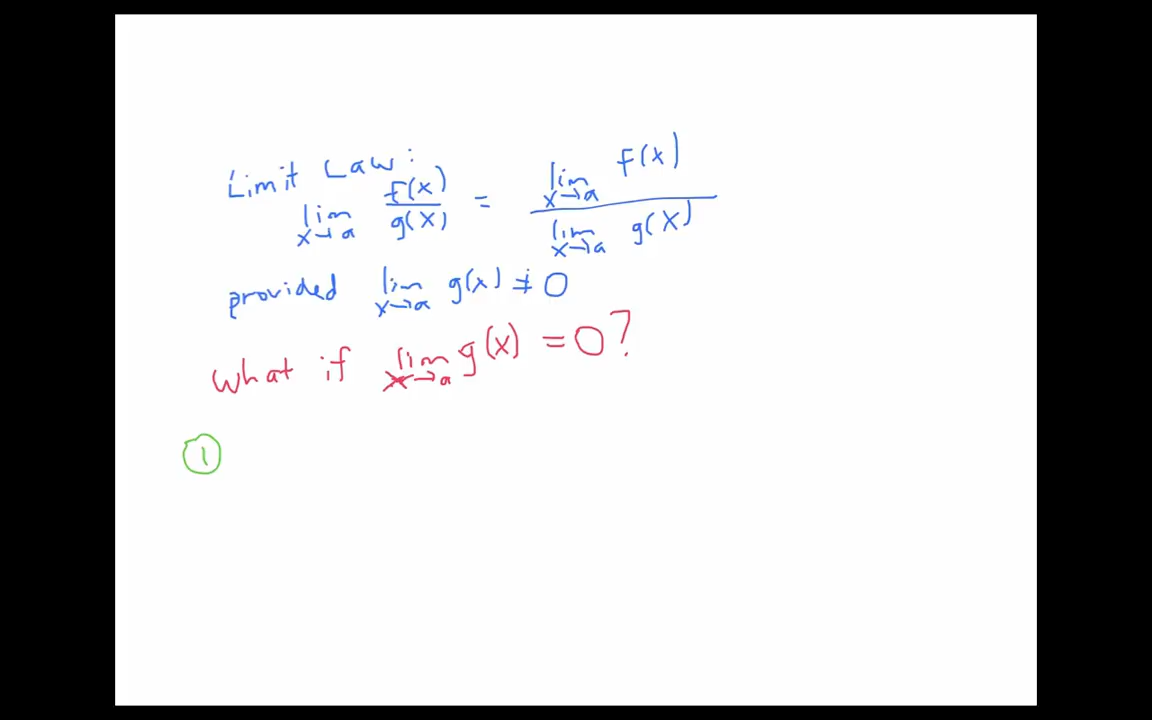 Limit Law:
lim x→a f(x)/g(x) = lim x→a f(x) / lim x→a g(x)
provided lim x→a g(x) ≠ 0
What if lim x→a g(x) = 0?
①